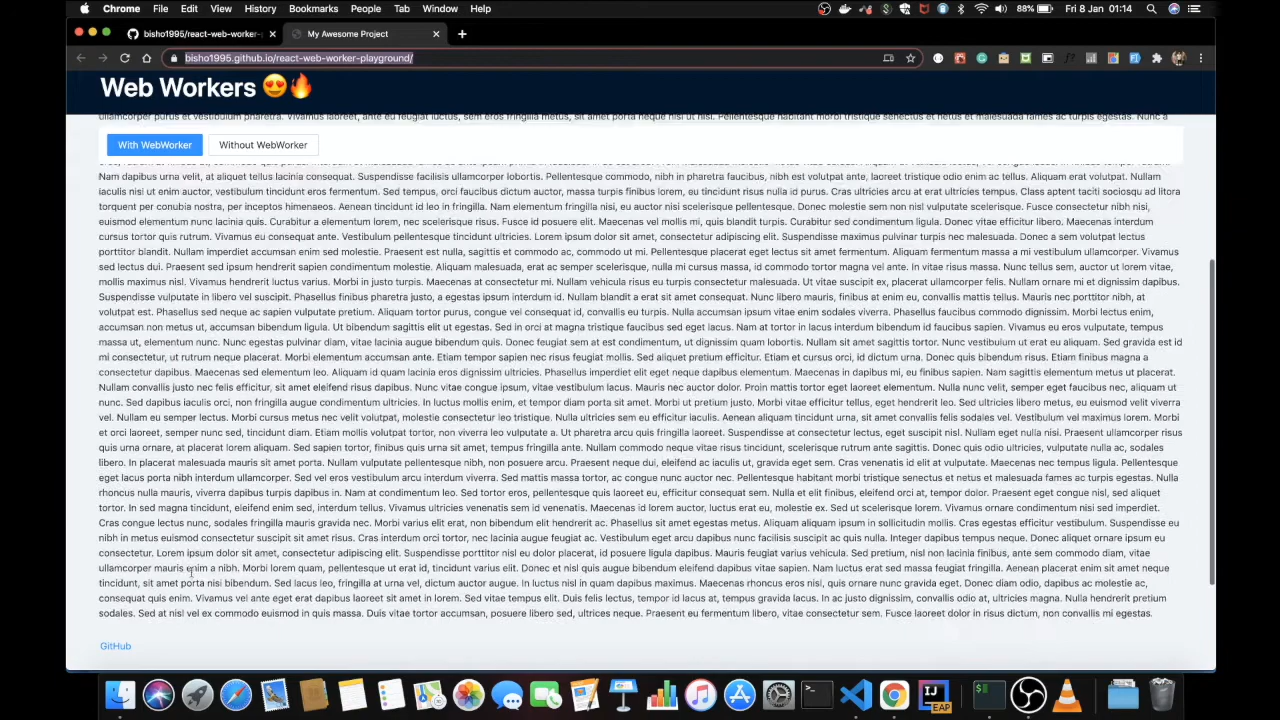 Chrome File Edit View History Bookmarks People Tab Window Help 88% Fri 8 Jan 01:14
bisho1995/react-web-worker- My Awesome Project
bisho1995.github.io/react-web-worker-playground/
Web Workers 😍🔥
ullamcorper purus et vestibulum pharetra. Vivamus laoreet, ante eu feugiat luctus, sem eros fringilla metus, sit amet porta neque nisi ut nisi. Pellentesque habitant morbi tristique senectus et netus et malesuada fames ac turpis egestas. Nunc a
With WebWorker Without WebWorker
Nam dapibus urna velit, at aliquet tellus lacinia consequat. Suspendisse facilisis ullamcorper lobortis. Pellentesque commodo, nibh in pharetra faucibus, nibh est volutpat ante, laoreet tristique odio enim ac tellus. Aliquam erat volutpat. Nullam
iaculis nisi ut enim auctor, vestibulum tincidunt eros fermentum. Sed tempus, orci faucibus dictum auctor, massa turpis finibus lorem, eu tincidunt risus nulla id purus. Cras ultricies arcu at erat ultricies tempus. Class aptent taciti sociosqu ad litora
torquent per conubia nostra, per inceptos himenaeos. Aenean tincidunt id leo in fringilla. Nam elementum fringilla nisi, eu auctor nisi scelerisque pellentesque. Donec molestie sem non nisl vulputate scelerisque. Fusce consectetur nibh nisi,
euismod elementum nunc lacinia quis. Curabitur a elementum lorem, nec scelerisque risus. Fusce id posuere elit. Maecenas vel mollis mi, quis blandit turpis. Curabitur sed condimentum ligula. Donec vitae efficitur libero. Maecenas interdum
cursus tortor quis rutrum. Vivamus eu consequat ante. Vestibulum pellentesque tincidunt ultricies. Lorem ipsum dolor sit amet, consectetur adipiscing elit. Suspendisse maximus pulvinar turpis nec malesuada. Donec a sem volutpat lectus
porttitor blandit. Nullam imperdiet accumsan enim sed molestie. Praesent est nulla, sagittis et commodo ac, commodo ut mi. Pellentesque placerat eget lectus sit amet fermentum. Aliquam fermentum massa a mi vestibulum ullamcorper. Vivamus
sed lectus dui. Praesent sed ipsum hendrerit sapien condimentum molestie. Aliquam malesuada, erat ac semper scelerisque, nulla mi cursus massa, id commodo tortor magna vel ante. In vitae risus massa. Nunc tellus sem, auctor ut lorem vitae,
mollis maximus nisl. Vivamus hendrerit luctus varius. Morbi in justo turpis. Maecenas at consectetur mi. Nullam vehicula risus eu turpis consectetur malesuada. Ut vitae suscipit ex, placerat ullamcorper felis. Nullam ornare mi et dignissim dapibus.
Suspendisse vulputate in libero vel suscipit. Phasellus finibus pharetra justo, a egestas ipsum interdum id. Nullam blandit a erat sit amet consequat. Nunc libero mauris, finibus at enim eu, convallis mattis tellus. Mauris nec porttitor nibh, at
volutpat est. Phasellus sed neque ac sapien vulputate pretium. Aliquam tortor purus, congue vel consequat id, convallis eu turpis. Nulla accumsan ipsum vitae enim sodales viverra. Phasellus faucibus commodo dignissim. Morbi lectus enim,
accumsan non metus ut, accumsan bibendum ligula. Ut bibendum sagittis elit ut egestas. Sed in orci at magna tristique faucibus sed eget lacus. Nam at tortor in lacus interdum bibendum id faucibus sapien. Vivamus eu eros vulputate, tempus
massa ut, elementum nunc. Nunc egestas pulvinar diam, vitae lacinia augue bibendum quis. Donec feugiat sem at est condimentum, ut dignissim quam lobortis. Nullam sit amet sagittis tortor. Nunc vestibulum ut erat ut congue. Sed gravida est id
mi consectetur, ut rutrum neque placerat. Morbi elementum accumsan ante. Etiam tempor sapien nec risus feugiat mollis. Sed aliquet pretium efficitur. Etiam et cursus orci, id dictum urna. Donec quis bibendum risus. Etiam finibus magna a
consectetur dapibus. Maecenas sed elementum leo. Aliquam id quam lacinia eros dignissim ultricies. Phasellus imperdiet elit eget elementum malesuada. Maecenas in dapibus mi, eu finibus sapien. Nam sagittis elementum metus ut placerat.
Nullam convallis justo nec felis efficitur, sit amet eleifend risus dapibus. Nunc vitae congue ipsum, vitae vestibulum lacus. Mauris nec auctor dolor. Proin mattis tortor eget laoreet elementum. Nulla nunc velit, semper eget faucibus nec, aliquam ut
nunc. Sed dapibus iaculis orci, non fringilla augue condimentum ultricies. In luctus mollis enim, et tempor diam porta sit amet. Morbi ut pretium justo. Morbi vitae efficitur tellus, eget hendrerit leo. Sed ultricies libero metus, eu euismod velit congue
vel. Nullam eu semper lectus. Morbi cursus metus nec velit volutpat, molestie consectetur leo tristique. Nulla ultricies sem eu efficitur iaculis. Aenean aliquam tincidunt urna, sit amet convallis felis sodales vel. Vestibulum vel maximus lorem. Morbi
et orci laoreet, semper nunc sed, tincidunt diam. Etiam mollis volutpat tortor, non viverra leo vulputate a. Ut pharetra arcu quis fringilla laoreet. Suspendisse at consectetur lectus, eget suscipit nisl. Nam eget nulla nisi. Praesent ullamcorper risus
quis urna ornare, at placerat lorem aliquam. Sed sapien tortor, finibus quis urna sit amet, tempus fringilla ante. Nullam commodo neque vitae risus tincidunt, scelerisque rutrum ante sagittis. Donec quis odio ultricies, vulputate neque ac, sodales
libero. In placerat malesuada mauris sit amet porta. Nullam vulputate pellentesque nibh, non posuere arcu. Praesent neque dui, eleifend ac iaculis ut, gravida eget sem. Cras venenatis id elit at vulputate. Maecenas nec tempus ligula. Pellentesque
eget lacus porta nibh interdum ullamcorper. Sed vel eros vestibulum arcu interdum viverra. Sed mattis massa tortor, ac congue nunc auctor nec. Pellentesque habitant morbi tristique senectus et netus et malesuada fames ac turpis egestas. Nulla
rhoncus nulla mauris, viverra dapibus turpis dapibus in. Nam at condimentum leo. Sed tortor eros, pellentesque quis laoreet eu, efficitur consequat sem. Nulla et elit finibus, eleifend orci at, tempor dolor. Praesent eget congue nisl, sed aliquet
tortor. In sed magna tincidunt, eleifend enim sed, interdum tellus. Vivamus ultricies venenatis sem id venenatis. Maecenas id lorem auctor, luctus erat eu, molestie ex. Sed ut scelerisque lorem. Vivamus ornare condimentum nisi sed imperdiet.
Cras congue lectus nunc, sodales fringilla mauris gravida nec. Morbi varius elit erat, non bibendum elit hendrerit ac. Phasellus sit amet egestas metus. Aliquam aliquam ipsum in sollicitudin mollis. Cras egestas efficitur vestibulum. Suspendisse eu
nibh in metus euismod consectetur suscipit sit amet risus. Cras interdum orci tortor, nec lacinia augue feugiat ac. Vestibulum eget arcu dapibus nunc facilisis suscipit ac quis lacus. Integer dapibus tempus neque. Donec aliquet ornare ipsum eu
consectetur. Lorem ipsum dolor sit amet, consectetur adipiscing elit. Suspendisse porttitor nisl eu dolor placerat, id posuere ligula dapibus. Mauris feugiat varius vehicula. Sed pretium, nisl non lacinia finibus, ante sem commodo diam, vitae
ullamcorper mauris enim a nibh. Morbi lorem quam, pellentesque ut erat id, tincidunt varius elit. Donec et nisl quis augue bibendum eleifend dapibus vitae sapien. Nam luctus erat sed massa feugiat fringilla. Aenean placerat enim eget neque
tincidunt, sit amet porta nisi bibendum. Sed lacus leo, fringilla at urna vel, dictum auctor augue. In luctus nisl in quam dapibus maximus. Maecenas rhoncus eros nisi, quis ornare nunc gravida eget. Donec diam odio, dapibus ac molestie ac,
consequat quis enim. Vivamus vel ante eget erat dapibus sit amet in lorem. Sed vitae tempus elit. Duis felis lectus, tempor id lacus at, tempus gravida lacus. In ac justo dignissim, convallis odio at, ultricies magna. Nulla hendrerit pretium
sodales. Sed at nisl vel ex commodo euismod in quis massa. Duis vitae tortor accumsan, posuere libero sed, ultrices neque. Praesent eu fermentum libero, vitae consectetur sem. Fusce laoreet dolor in risus dictum, non convallis mi egestas.
GitHub